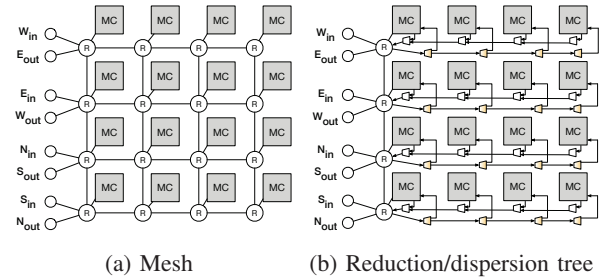 MC MC MC MC
W_in
R R R R
E_out
MC MC MC MC
E_in
R R R R
W_out
MC MC MC MC
N_in
R R R R
S_out
MC MC MC MC
S_in
R R R R
N_out
(a) Mesh
MC MC MC MC
W_in
R
E_out
MC MC MC MC
E_in
R
W_out
MC MC MC MC
N_in
R
S_out
MC MC MC MC
S_in
R
N_out
(b) Reduction/dispersion tree